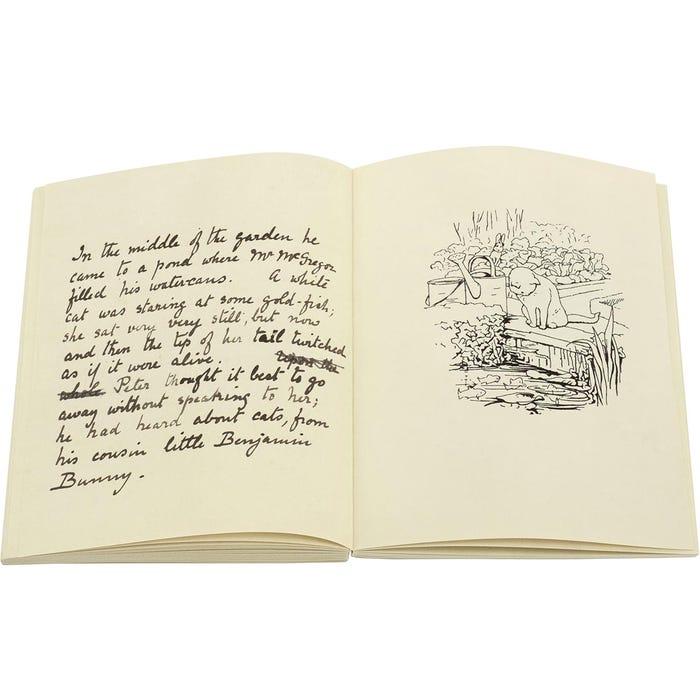 In the middle of the garden he
came to a pond where Mr McGregor
filled his watercans. A white
cat was staring at some gold-fish;
she sat very very still, but now
and then the tip of her tail twitched
as if it were alive. upon the
whole Peter thought it best to go
away without speaking to her;
he had heard about cats, from
his cousin little Benjamin
Bunny.